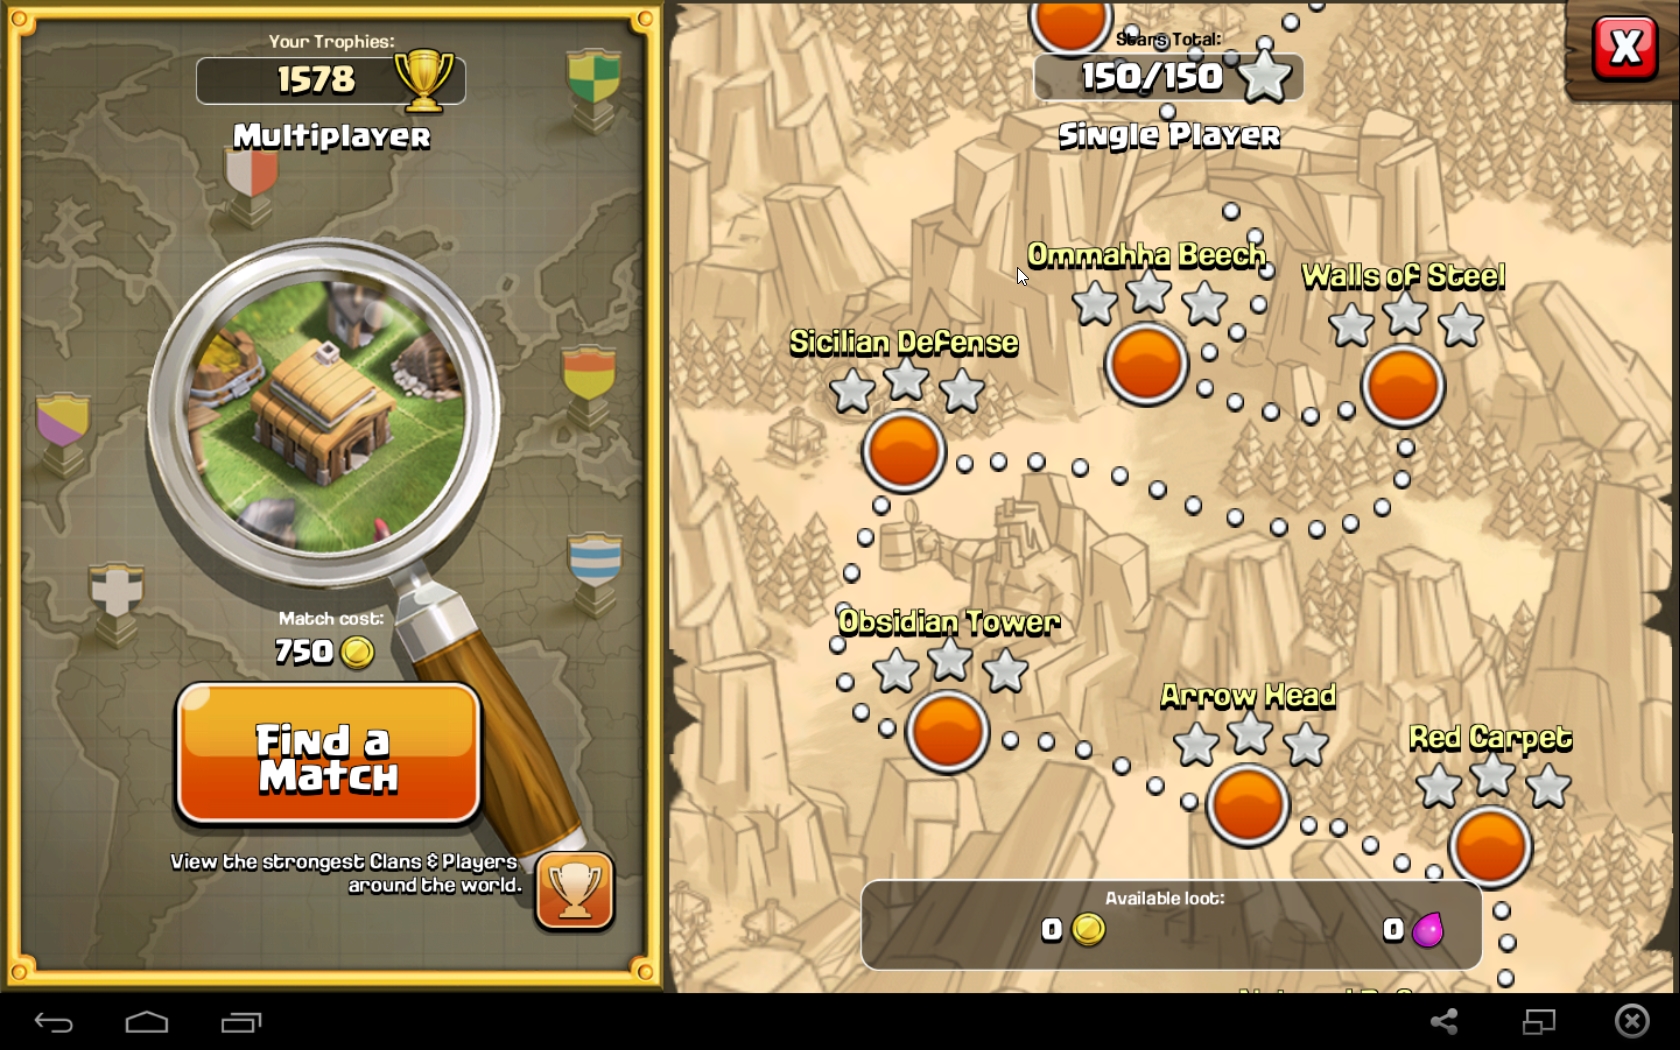 Your Trophies:
1578
Multiplayer
Match cost:
750
Find a
Match
View the strongest Clans & Players
around the world.
Stars Total:
150/150
Single Player
Ommahha Beech
Walls of Steel
Sicilian Defense
Obsidian Tower
Arrow Head
Red Carpet
Available loot:
0
0
X